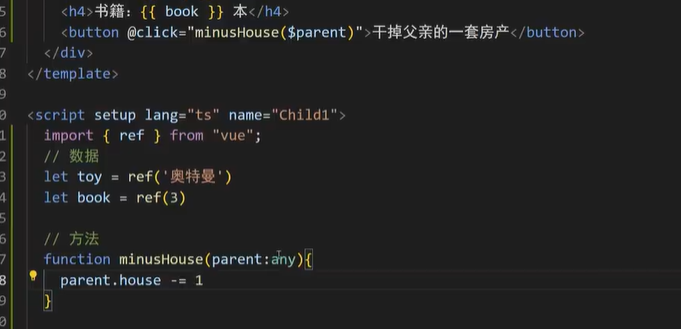 5 <h4>书籍：{{ book }} 本</h4>
6 <button @click="minusHouse($parent)">干掉父亲的一套房产</button>
7 </div>
8 </template>
9
0 <script setup lang="ts" name="Child1">
1 import { ref } from "vue";
2 // 数据
3 let toy = ref('奥特曼')
4 let book = ref(3)
5
6 // 方法
7 function minusHouse(parent:any){
8 parent.house -= 1
9 }
0